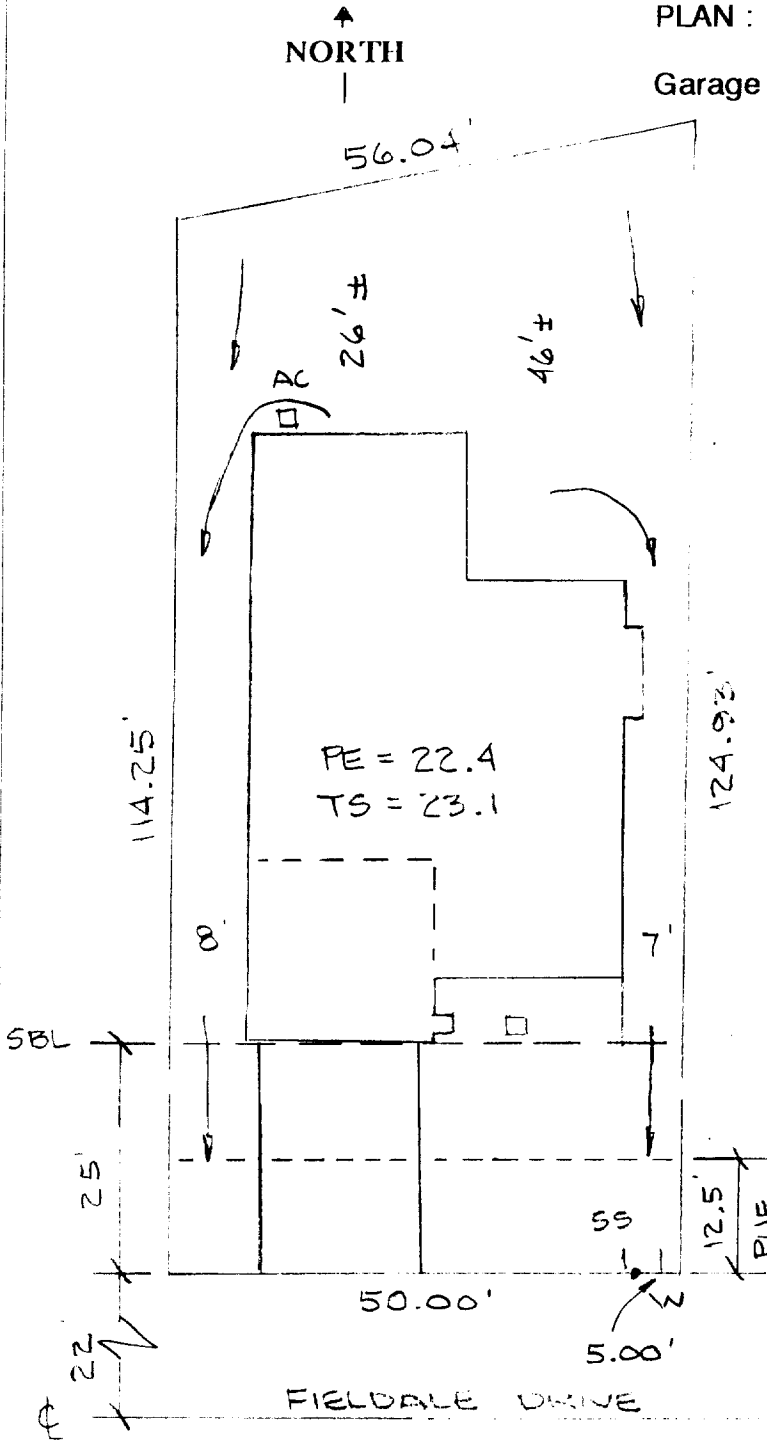 PLAN :
NORTH
Garage
56.04'
26'±
46'±
AC
114.25'
124.93'
PE = 22.4
TS = 23.1
8'
7'
SBL
25'
12.5'
PUE
SS
W
50.00'
5.00'
22
℄
FIELDALE DRIVE